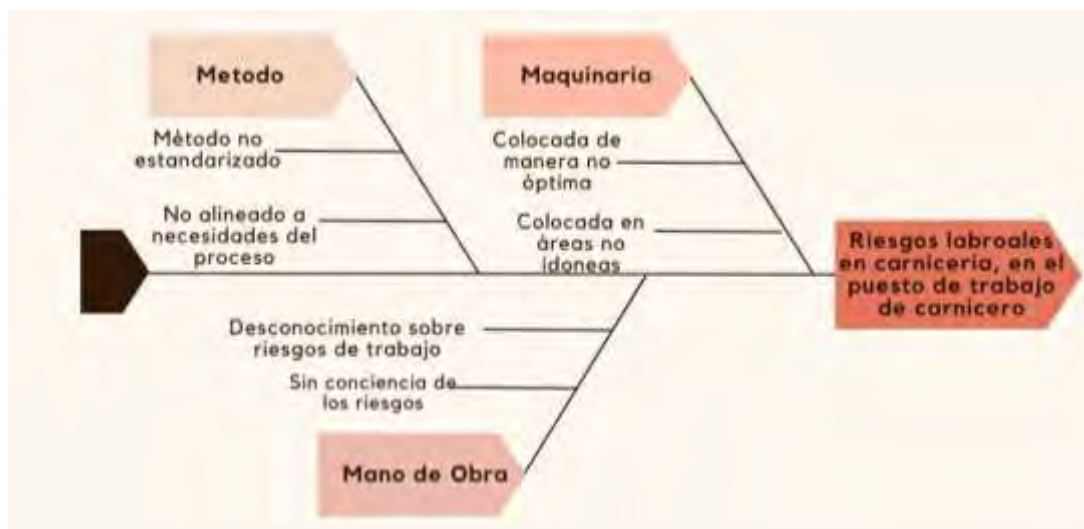 Metodo
Método no
estandarizado
No alineado a
necesidades del
proceso
Maquinaria
Colocada de
manera no
óptima
Colocada en
áreas no
idoneas
Riesgos labroales
en carniceria, en el
puesto de trabajo
de carnicero
Desconocimiento sobre
riesgos de trabajo
Sin conciencia de
los riesgos
Mano de Obra